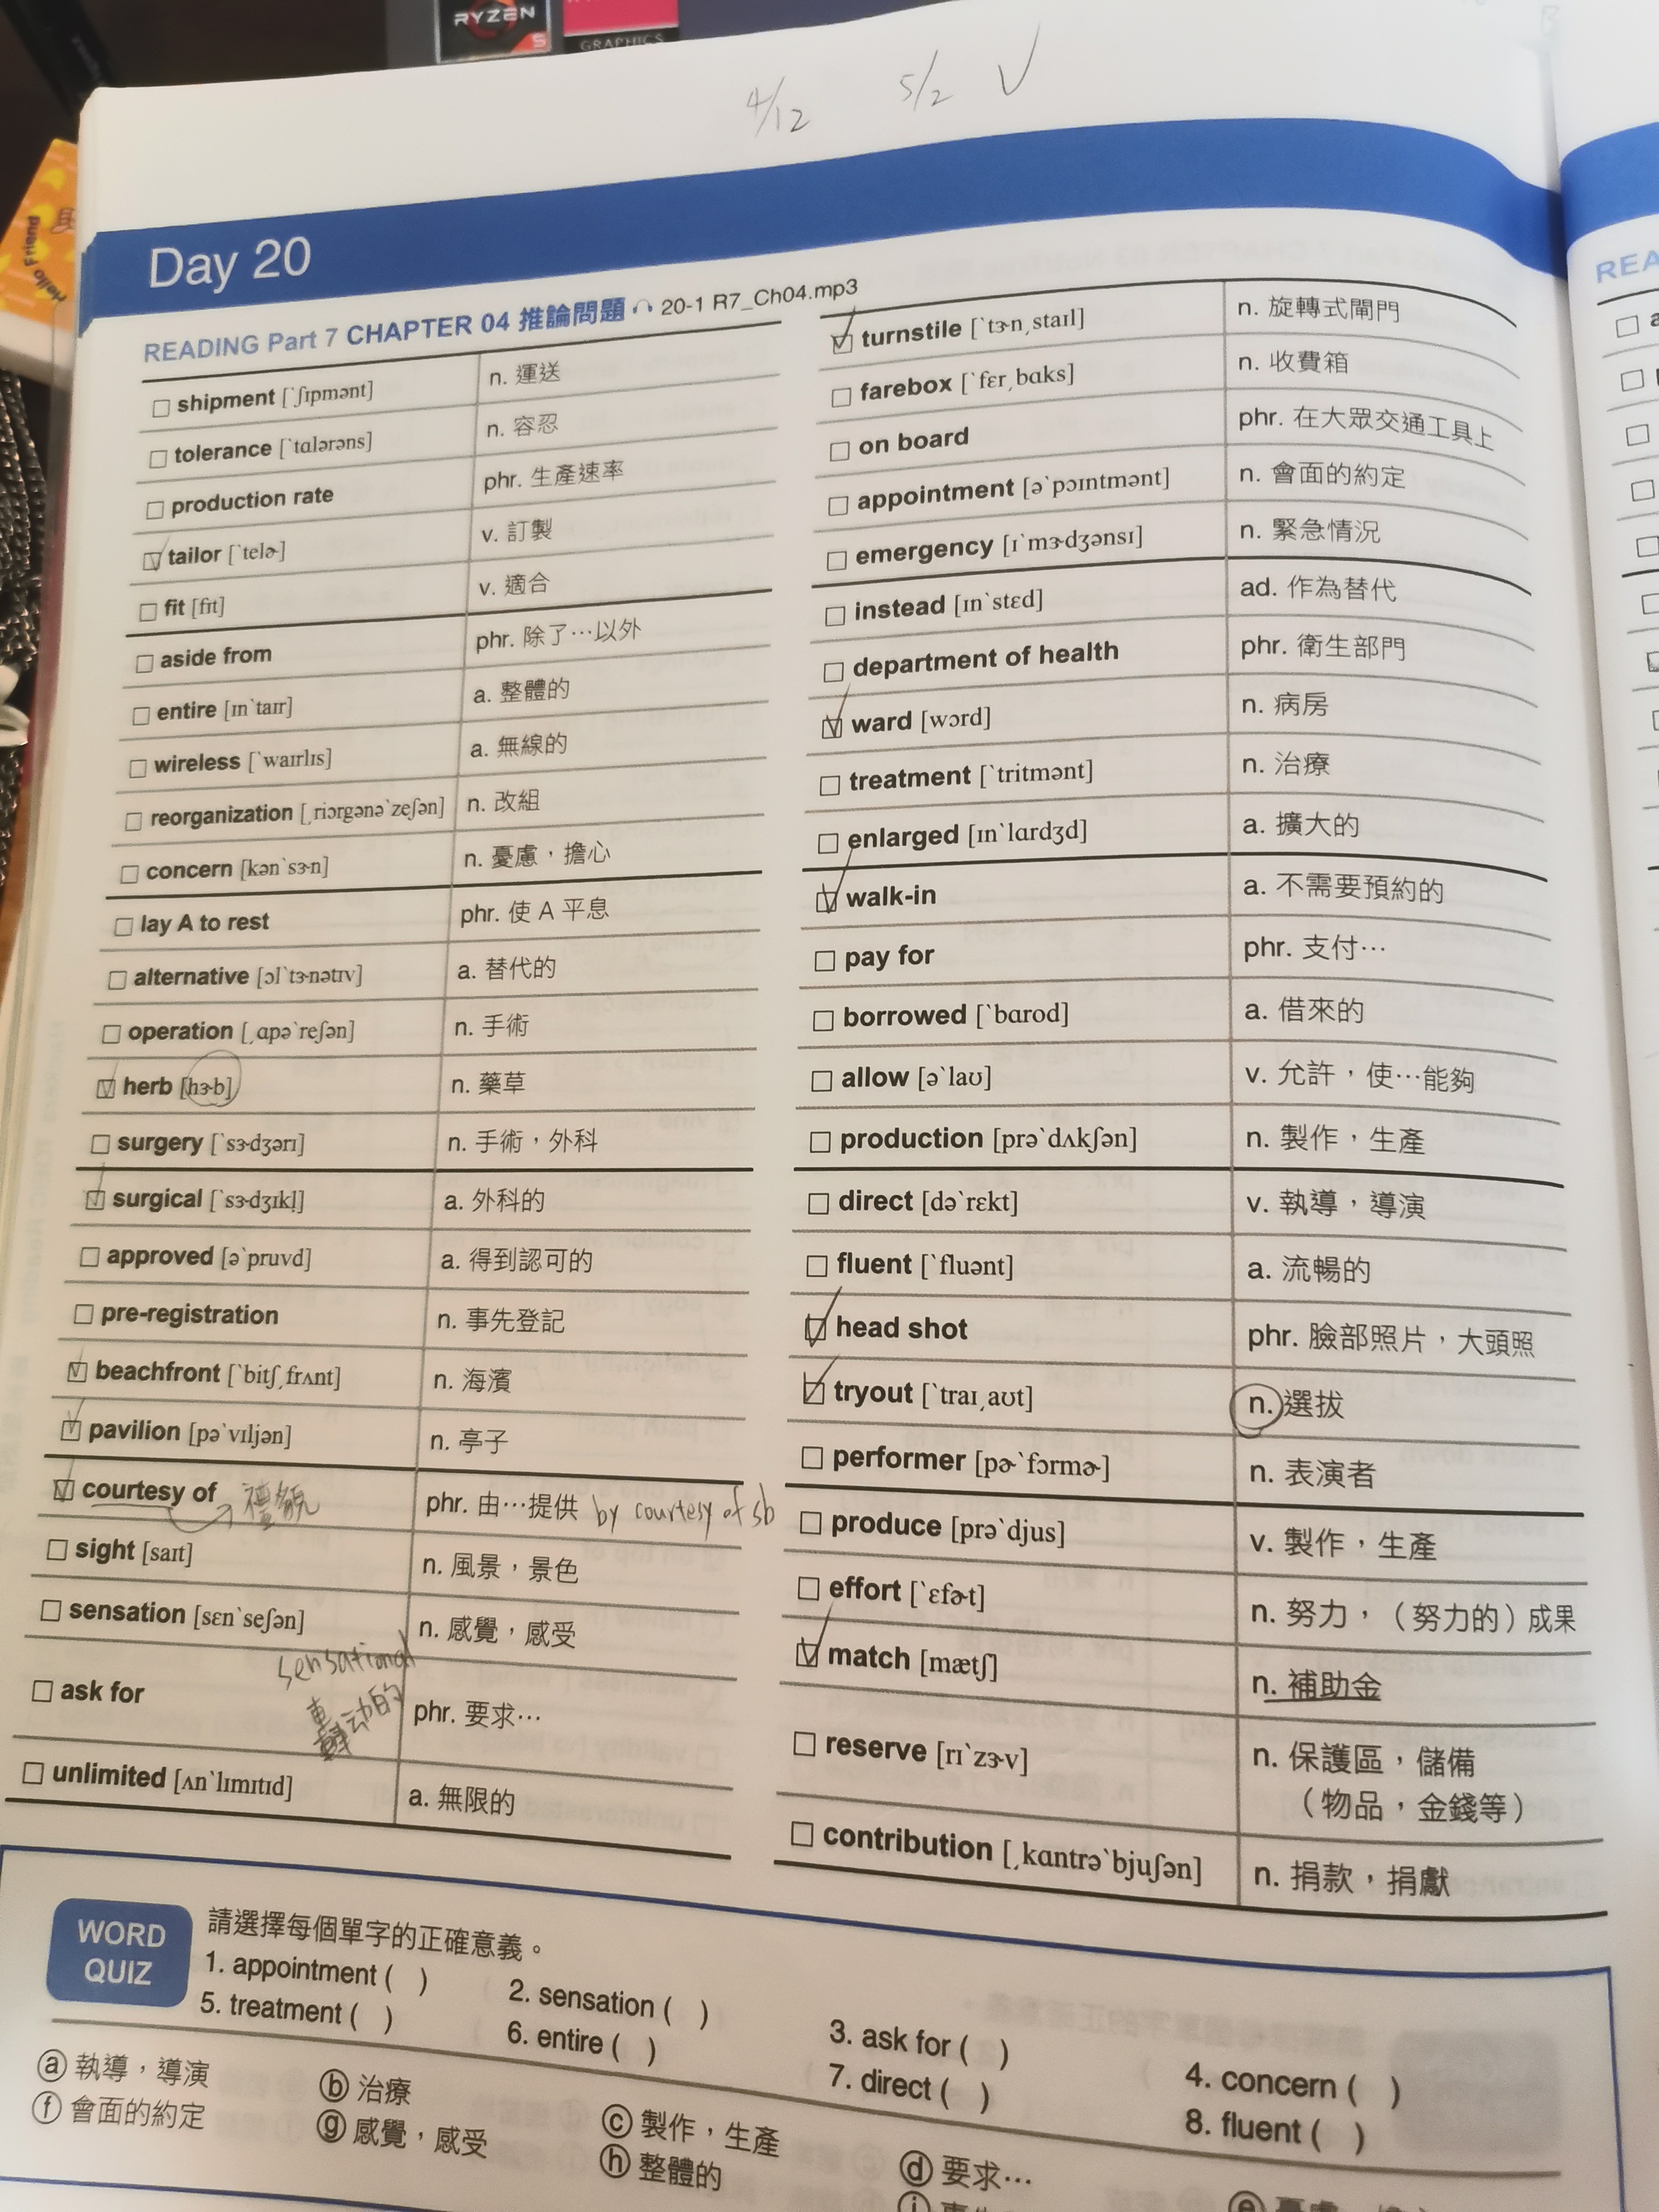 RYZEN
5
GRAPHICS
4/12 5/2 ✓
Hello Friend
Day 20
READING Part 7 CHAPTER 04 推論問題 20-1 R7_Ch04.mp3
shipment [ˋʃɪpmənt] n. 運送
tolerance [ˋtɑlərəns] n. 容忍
production rate phr. 生產速率
tailor [ˋtelɚ] v. 訂製
fit [fɪt] v. 適合
aside from phr. 除了…以外
entire [ɪnˋtaɪr] a. 整體的
wireless [ˋwaɪrlɪs] a. 無線的
reorganization [ˌriɔrgənəˋzeʃən] n. 改組
concern [kənˋsɝn] n. 憂慮，擔心
lay A to rest phr. 使 A 平息
alternative [ɔlˋtɝnətɪv] a. 替代的
operation [ˌɑpəˋreʃən] n. 手術
herb [hɝb] n. 藥草
surgery [ˋsɝdʒərɪ] n. 手術，外科
surgical [ˋsɝdʒɪkḷ] a. 外科的
approved [əˋpruvd] a. 得到認可的
pre-registration n. 事先登記
beachfront [ˋbitʃˌfrʌnt] n. 海濱
pavilion [pəˋvɪljən] n. 亭子
courtesy of 禮貌 phr. 由…提供 by courtesy of sb
sight [saɪt] n. 風景，景色
sensation [sɛnˋseʃən] n. 感覺，感受
sensational
轟动的
ask for phr. 要求…
unlimited [ʌnˋlɪmɪtɪd] a. 無限的
turnstile [ˋtɝnˌstaɪl] n. 旋轉式閘門
farebox [ˋfɛrˌbɑks] n. 收費箱
on board phr. 在大眾交通工具上
appointment [əˋpɔɪntmənt] n. 會面的約定
emergency [ɪˋmɝdʒənsɪ] n. 緊急情況
instead [ɪnˋstɛd] ad. 作為替代
department of health phr. 衛生部門
ward [wɔrd] n. 病房
treatment [ˋtritmənt] n. 治療
enlarged [ɪnˋlɑrdʒd] a. 擴大的
walk-in a. 不需要預約的
pay for phr. 支付…
borrowed [ˋbɑrod] a. 借來的
allow [əˋlaʊ] v. 允許，使…能夠
production [prəˋdʌkʃən] n. 製作，生產
direct [dəˋrɛkt] v. 執導，導演
fluent [ˋfluənt] a. 流暢的
head shot phr. 臉部照片，大頭照
tryout [ˋtraɪˌaʊt] n. 選拔
performer [pɚˋfɔrmɚ] n. 表演者
produce [prəˋdjus] v. 製作，生產
effort [ˋɛfɚt] n. 努力，（努力的）成果
match [mætʃ] n. 補助金
reserve [rɪˋzɝv] n. 保護區，儲備
（物品，金錢等）
contribution [ˌkɑntrəˋbjuʃən] n. 捐款，捐獻
READ
WORD
QUIZ
請選擇每個單字的正確意義。
1. appointment ( ) 2. sensation ( ) 3. ask for ( ) 4. concern ( )
5. treatment ( ) 6. entire ( ) 7. direct ( ) 8. fluent ( )
ⓐ 執導，導演 ⓑ 治療 ⓒ 製作，生產 ⓓ 要求… ⓔ 憂慮，擔心
ⓕ 會面的約定 ⓖ 感覺，感受 ⓗ 整體的